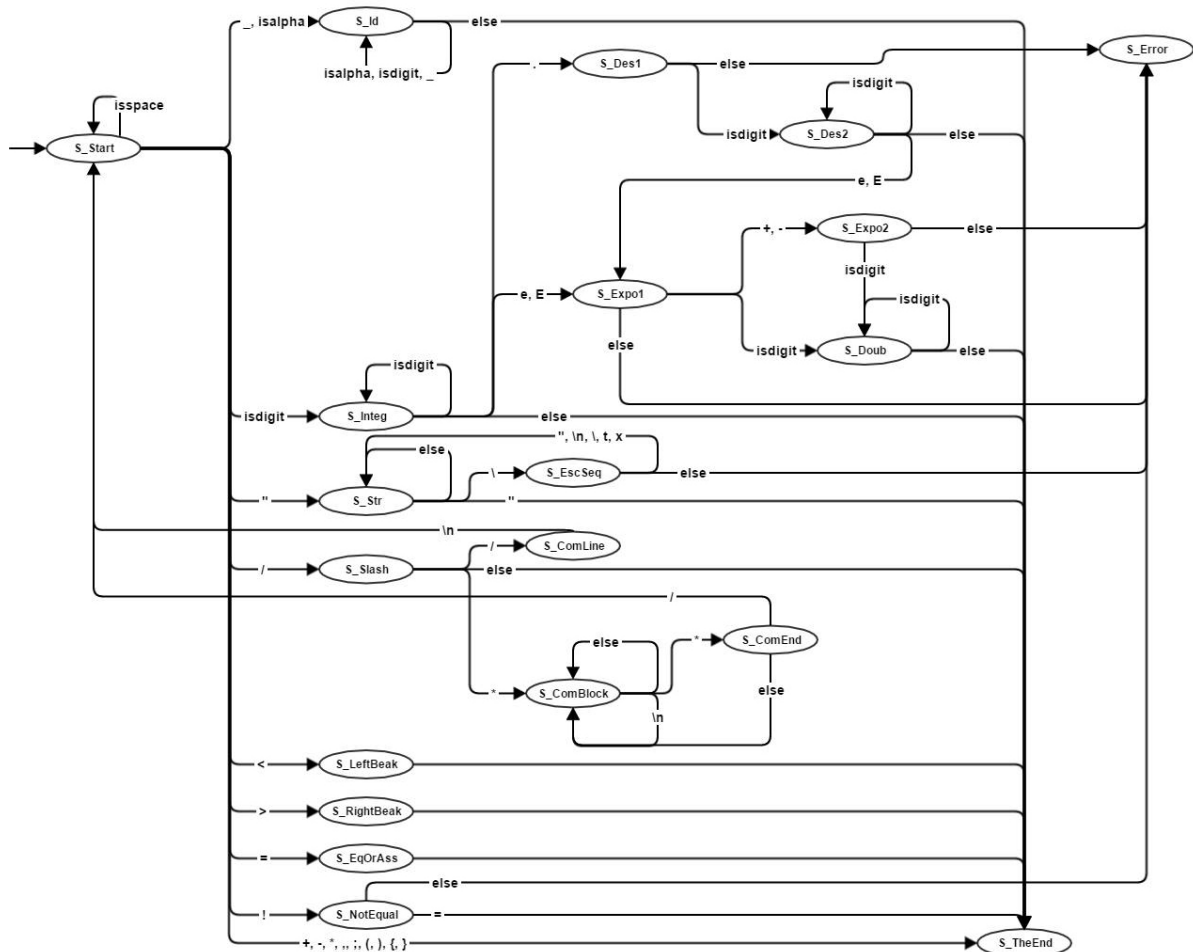 _, isalpha
S_Id
else
isalpha, isdigit, _
.
S_Des1
else
S_Error
isspace
isdigit
S_Start
isdigit
S_Des2
else
e, E
+, -
S_Expo2
else
isdigit
e, E
S_Expo1
isdigit
else
isdigit
S_Doub
else
isdigit
isdigit
S_Integ
else
", \n, \, t, x
else
\
S_EscSeq
else
"
S_Str
"
\n
/
S_ComLine
/
S_Slash
else
/
else
*
S_ComEnd
*
S_ComBlock
else
\n
<
S_LeftBeak
>
S_RightBeak
=
S_EqOrAss
else
!
S_NotEqual
=
+, -, *, ,, ;, (, ), {, }
S_TheEnd